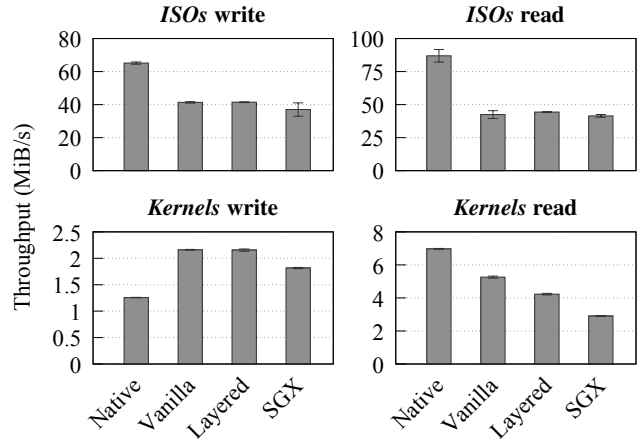 ISOs write
ISOs read
80
60
40
20
0
100
75
50
25
0
Throughput (MiB/s)
Kernels write
Kernels read
2.5
2
1.5
1
0.5
0
8
6
4
2
0
Native
Vanilla
Layered
SGX
Native
Vanilla
Layered
SGX